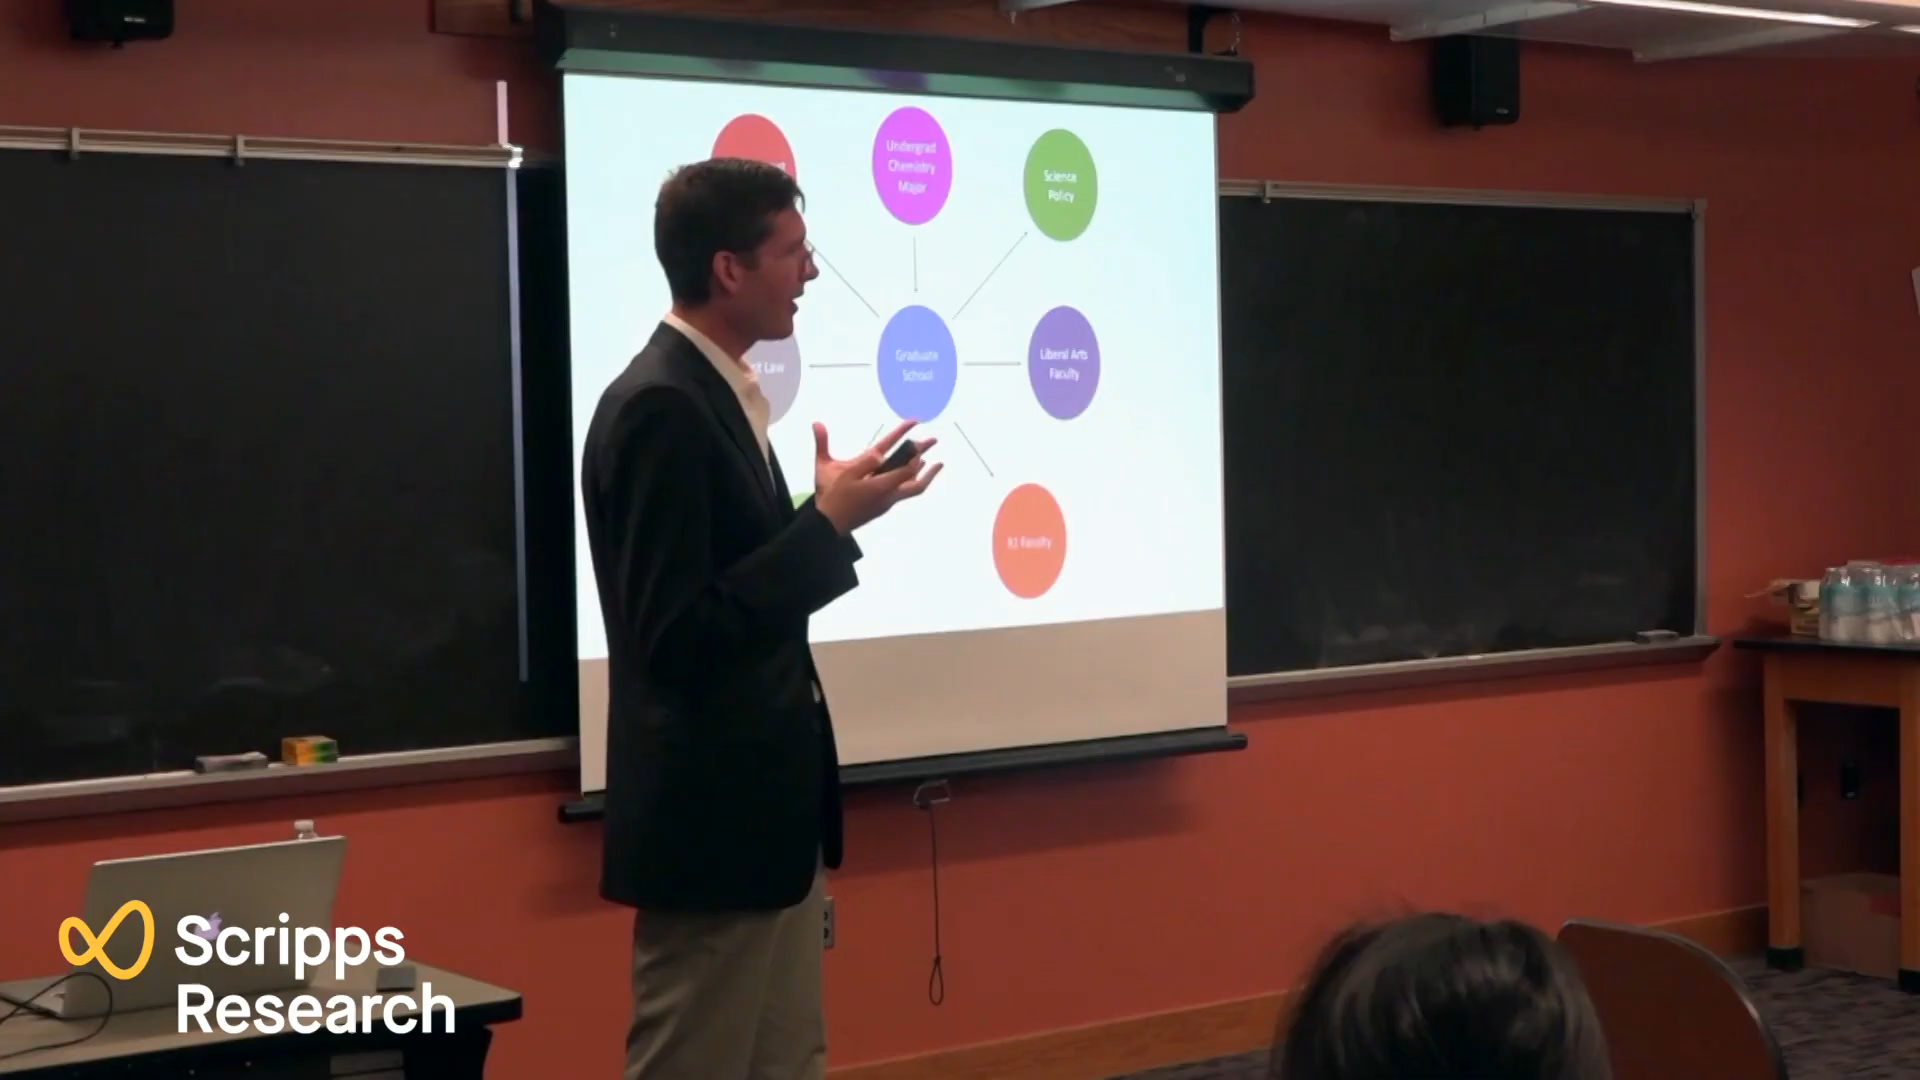 Undergrad
Chemistry
Major
Science
Policy
Law
Graduate
School
Liberal Arts
Faculty
R1 Faculty
Scripps
Research